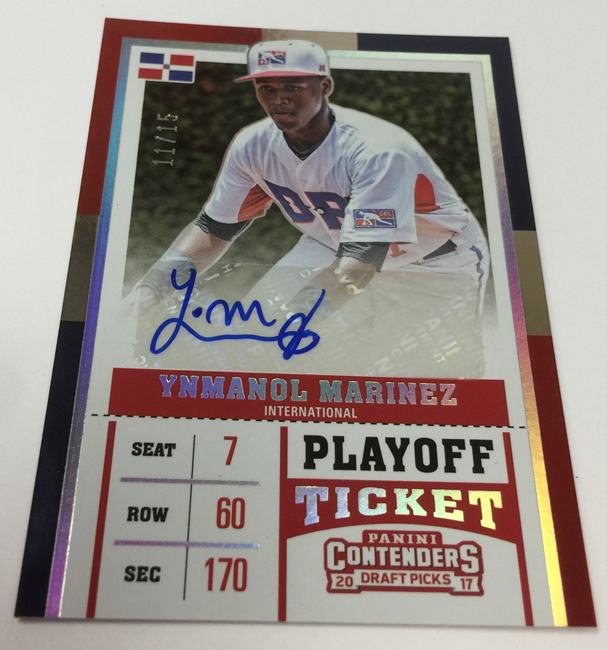 11/15
D.R.
Y.M
YNMANOL MARINEZ
INTERNATIONAL
SEAT 7
ROW 60
SEC 170
PLAYOFF
TICKET
PANINI
CONTENDERS
20 DRAFT PICKS 17